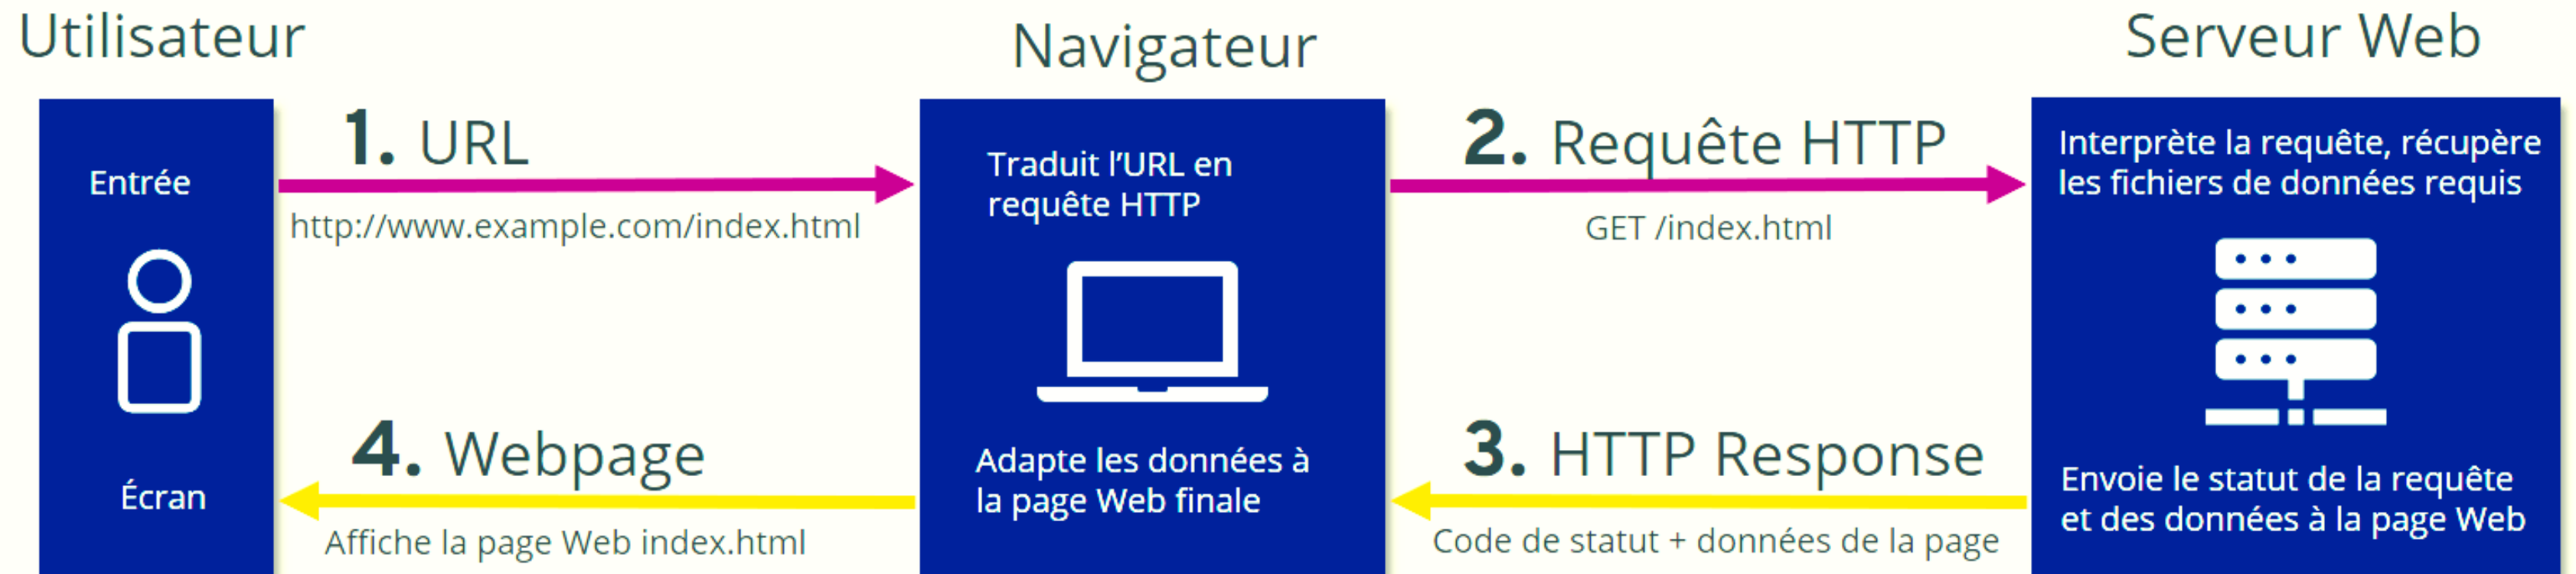 Utilisateur
Navigateur
Serveur Web
Entrée
1. URL
http://www.example.com/index.html
Traduit l'URL en
requête HTTP
2. Requête HTTP
GET /index.html
Interprète la requête, récupère
les fichiers de données requis
Écran
4. Webpage
Affiche la page Web index.html
Adapte les données à
la page Web finale
3. HTTP Response
Code de statut + données de la page
Envoie le statut de la requête
et des données à la page Web